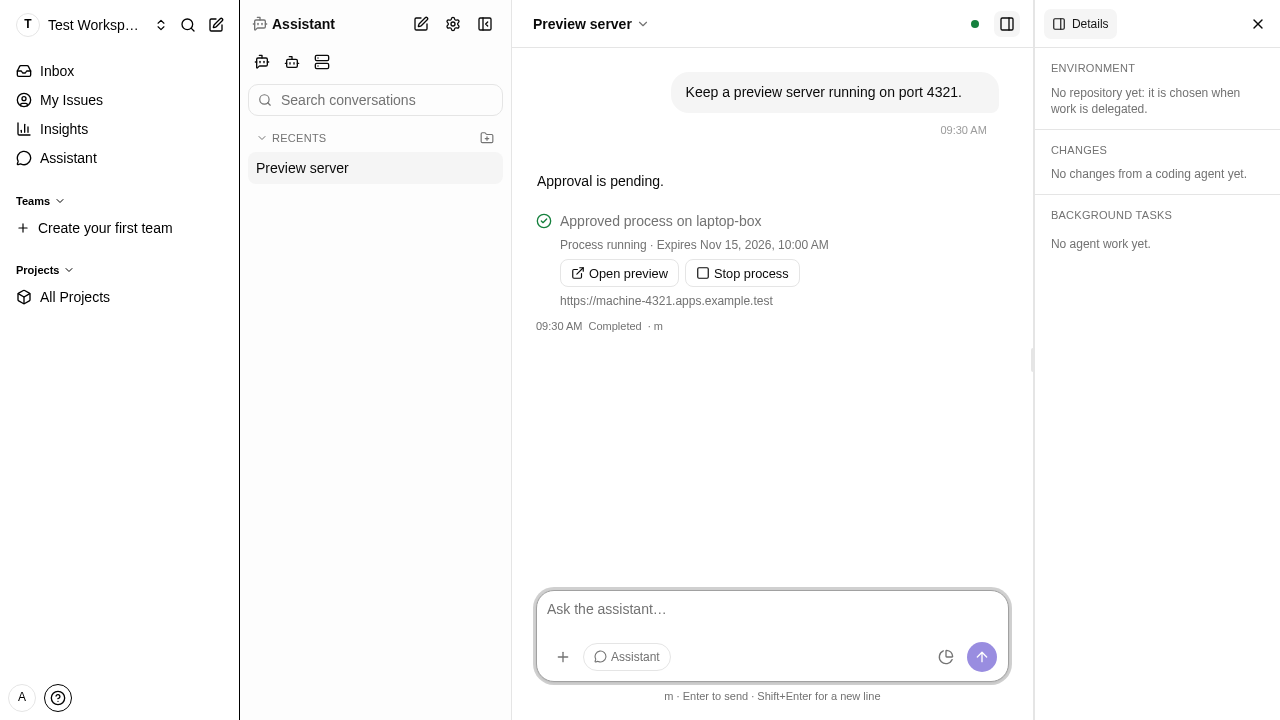 T
Test Worksp…
Inbox
My Issues
Insights
Assistant
Teams
Create your first team
Projects
All Projects
A
Assistant
Search conversations
RECENTS
Preview server
Preview server
Keep a preview server running on port 4321.
09:30 AM
Approval is pending.
Approved process on laptop-box
Process running · Expires Nov 15, 2026, 10:00 AM
Open preview
Stop process
https://machine-4321.apps.example.test
09:30 AM Completed · m
Ask the assistant…
Assistant
m · Enter to send · Shift+Enter for a new line
Details
ENVIRONMENT
No repository yet: it is chosen when
work is delegated.
CHANGES
No changes from a coding agent yet.
BACKGROUND TASKS
No agent work yet.